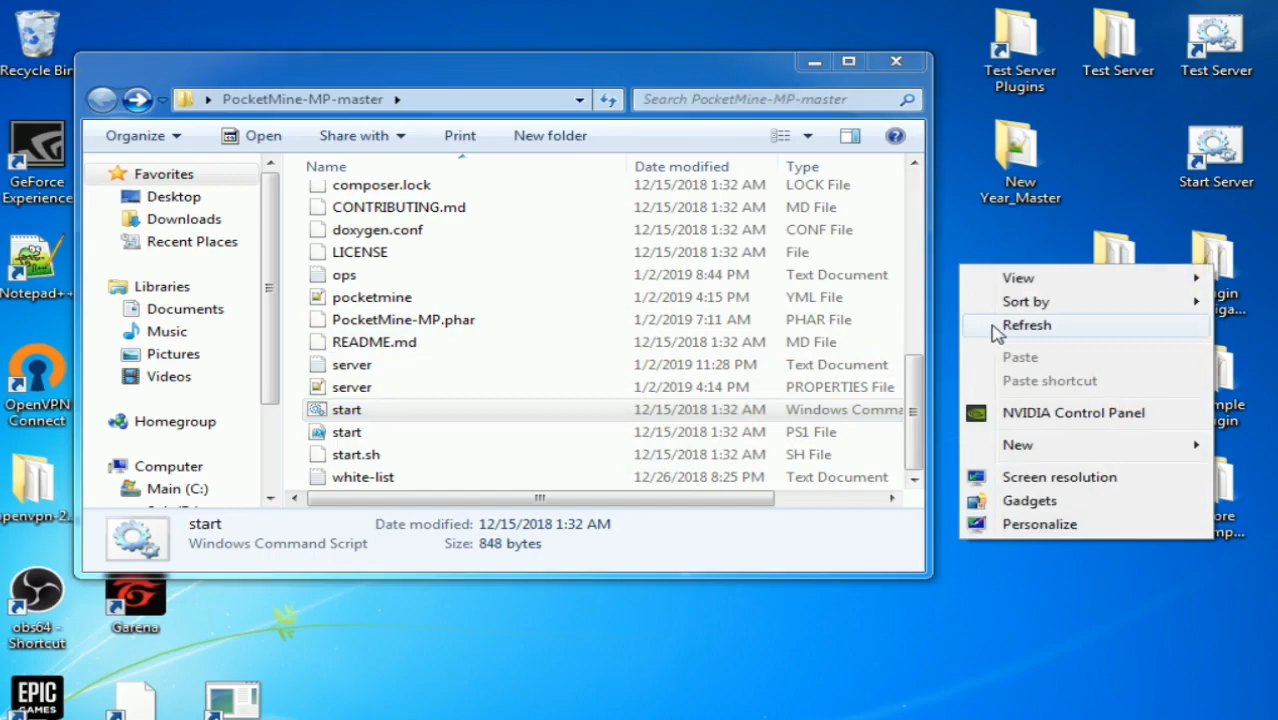 Recycle Bin
GeForce
Experience
Notepad++
OpenVPN
Connect
openvpn-2...
obs64 -
Shortcut
Garena
EPIC
GAMES
PocketMine-MP-master
Search PocketMine-MP-master
Organize
Open
Share with
Print
New folder
Favorites
Desktop
Downloads
Recent Places
Libraries
Documents
Music
Pictures
Videos
Homegroup
Computer
Main (C:)
Name Date modified Type
composer.lock 12/15/2018 1:32 AM LOCK File
CONTRIBUTING.md 12/15/2018 1:32 AM MD File
doxygen.conf 12/15/2018 1:32 AM CONF File
LICENSE 12/15/2018 1:32 AM File
ops 1/2/2019 8:44 PM Text Document
pocketmine 1/2/2019 4:15 PM YML File
PocketMine-MP.phar 1/2/2019 7:11 AM PHAR File
README.md 12/15/2018 1:32 AM MD File
server 1/2/2019 11:28 PM Text Document
server 1/2/2019 4:14 PM PROPERTIES File
start 12/15/2018 1:32 AM Windows Comma
start 12/15/2018 1:32 AM PS1 File
start.sh 12/15/2018 1:32 AM SH File
white-list 12/26/2018 8:25 PM Text Document
start Date modified: 12/15/2018 1:32 AM
Windows Command Script Size: 848 bytes
Test Server
Plugins
Test Server
Test Server
New
Year_Master
Start Server
View
Sort by
Refresh
Paste
Paste shortcut
NVIDIA Control Panel
New
Screen resolution
Gadgets
Personalize